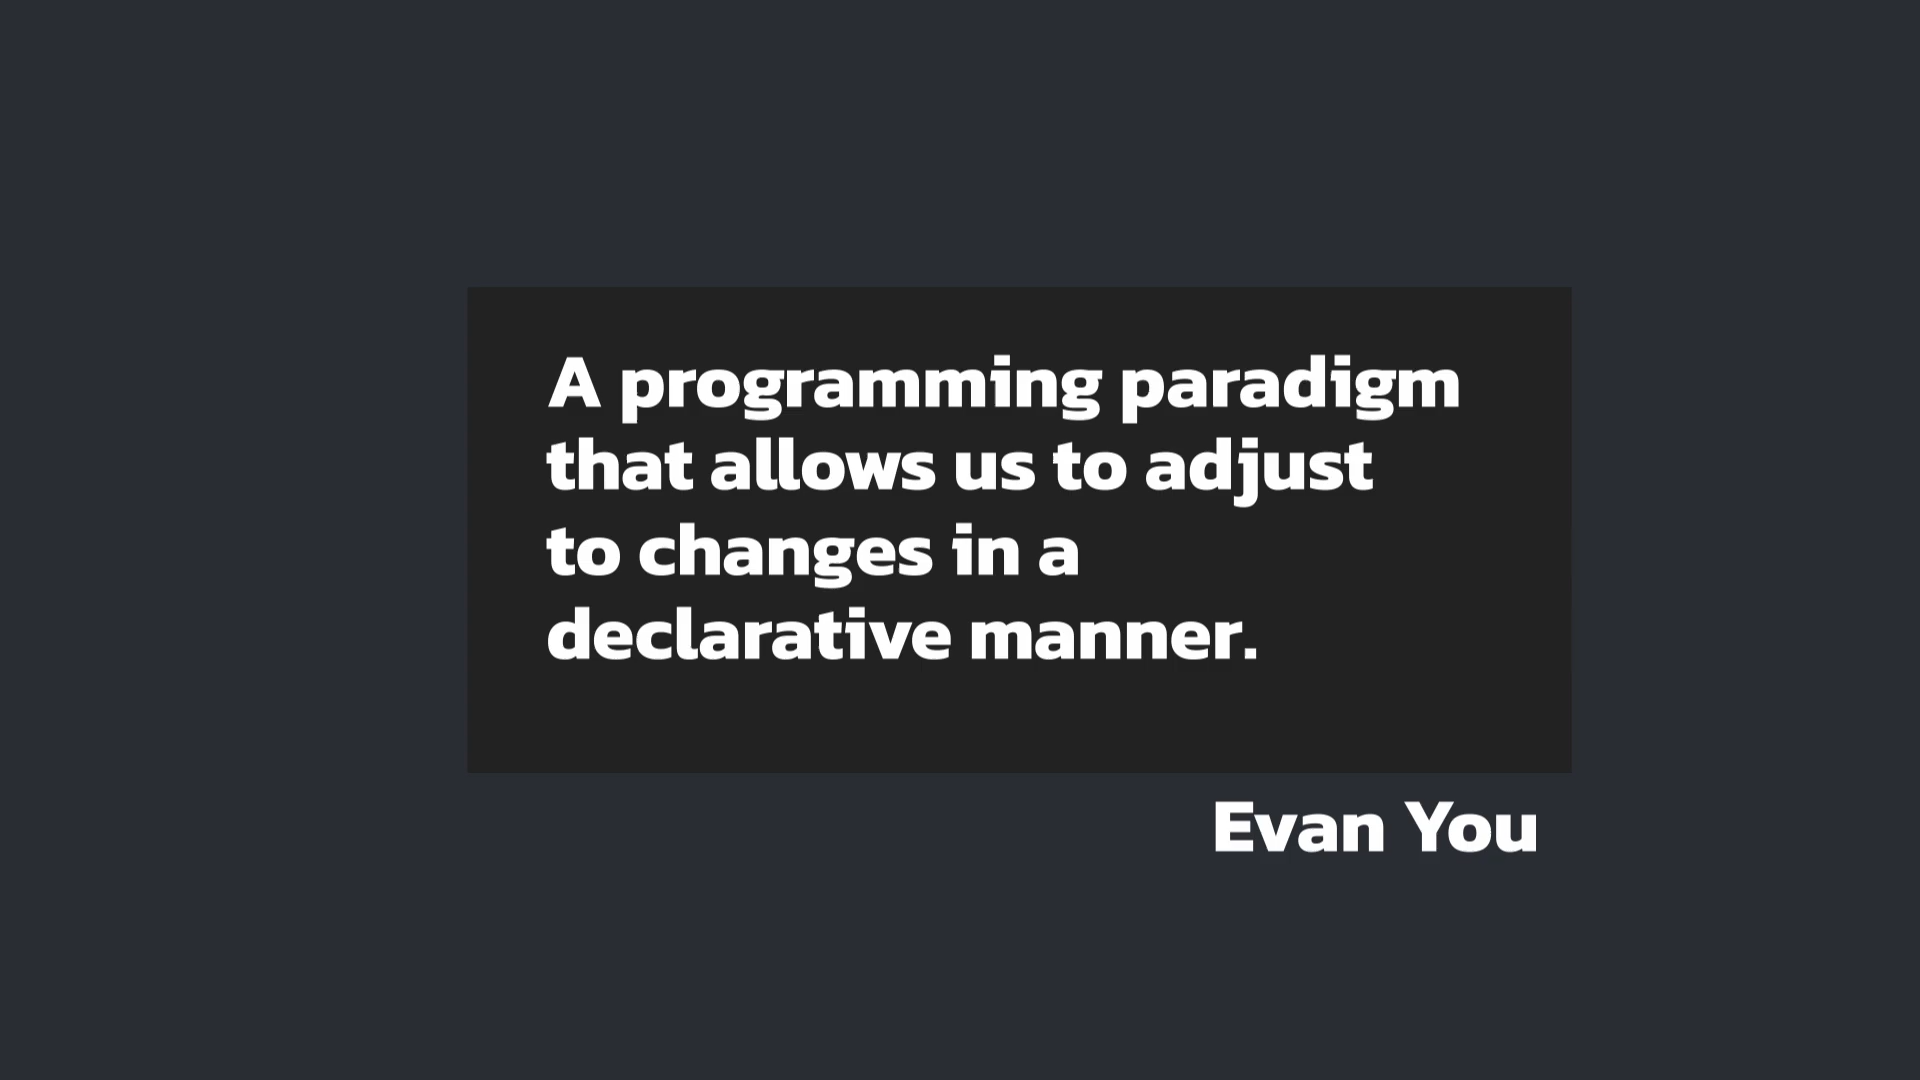 A programming paradigm
that allows us to adjust
to changes in a
declarative manner.
Evan You